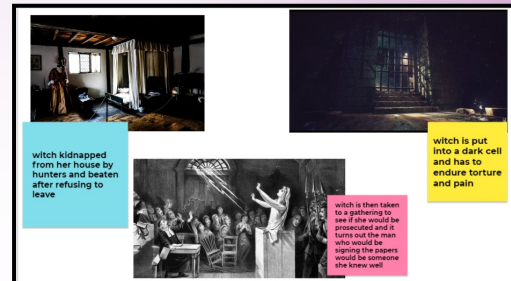 witch kidnapped
from her house by
hunters and beaten
after refusing to
leave
witch is put
into a dark cell
and has to
endure torture
and pain
witch is then taken
to a gathering to
see if she would be
prosecuted and it
turns out the man
who would be
signing the papers
would be someone
she knew well